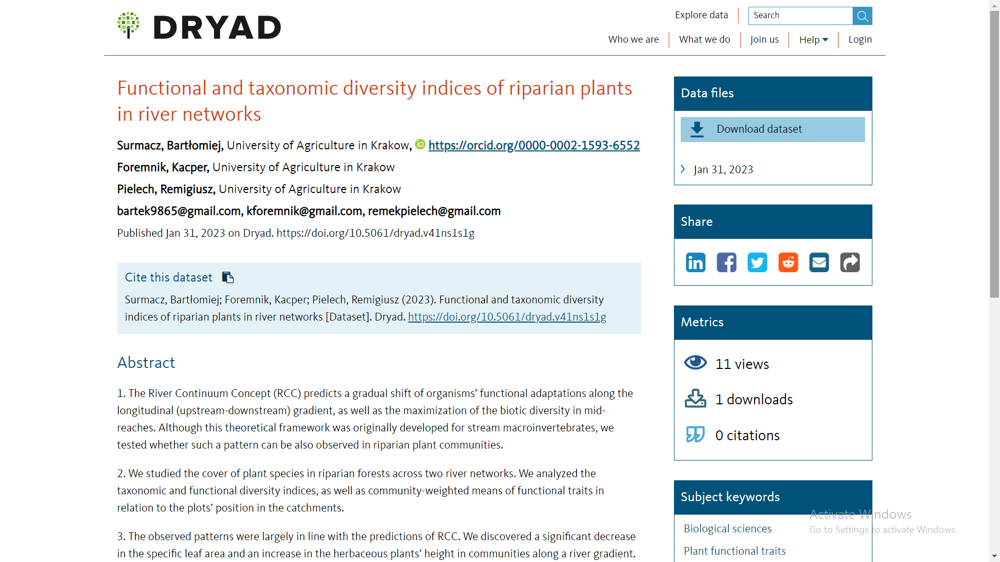 DRYAD
Explore data
Search
Who we are
What we do
Join us
Help
Login
Functional and taxonomic diversity indices of riparian plants
in river networks
Surmacz, Bartłomiej, University of Agriculture in Krakow, iD https://orcid.org/0000-0002-1593-6552
Foremnik, Kacper, University of Agriculture in Krakow
Pielech, Remigiusz, University of Agriculture in Krakow
bartek9865@gmail.com, kforemnik@gmail.com, remekpielech@gmail.com
Published Jan 31, 2023 on Dryad. https://doi.org/10.5061/dryad.v41ns1s1g
Cite this dataset
Surmacz, Bartłomiej; Foremnik, Kacper; Pielech, Remigiusz (2023). Functional and taxonomic diversity
indices of riparian plants in river networks [Dataset]. Dryad. https://doi.org/10.5061/dryad.v41ns1s1g
Abstract
1. The River Continuum Concept (RCC) predicts a gradual shift of organisms’ functional adaptations along the
longitudinal (upstream-downstream) gradient, as well as the maximization of the biotic diversity in mid-
reaches. Although this theoretical framework was originally developed for stream macroinvertebrates, we
tested whether such a pattern can be also observed in riparian plant communities.
2. We studied the cover of plant species in riparian forests across two river networks. We analyzed the
taxonomic and functional diversity indices, as well as community-weighted means of functional traits in
relation to the plots’ position in the catchments.
3. The observed patterns were largely in line with the predictions of RCC. We discovered a significant decrease
in the specific leaf area and an increase in the herbaceous plants’ height in communities along a river gradient.
Data files
Download dataset
Jan 31, 2023
Share
Metrics
11 views
1 downloads
0 citations
Subject keywords
Biological sciences
Plant functional traits
Activate Windows
Go to Settings to activate Windows.